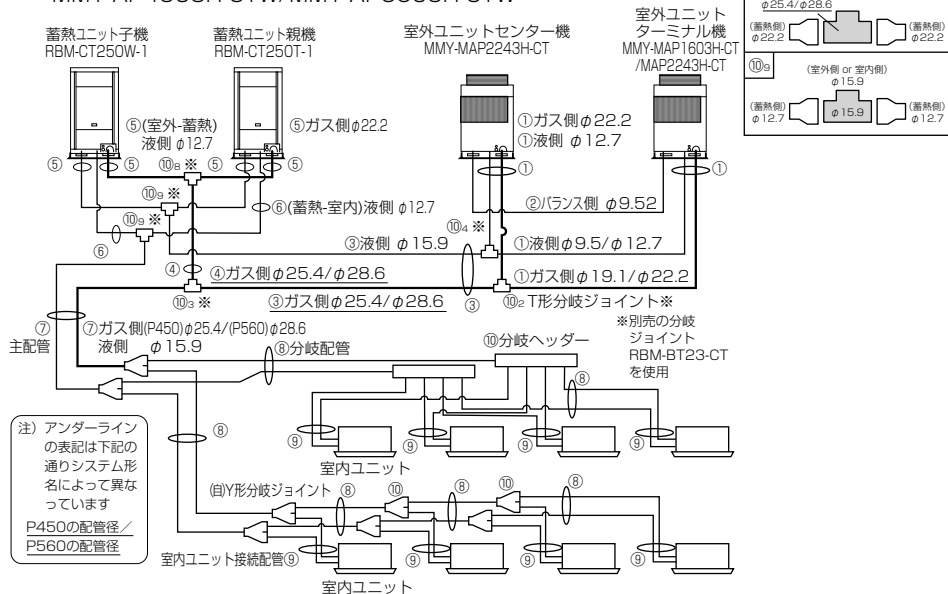 φ25.4/φ28.6
(蓄熱側)
φ22.2
(蓄熱側)
φ22.2
⑩9
(室外側 or 室内側)
φ15.9
(蓄熱側)
φ12.7
φ15.9
(蓄熱側)
φ12.7
蓄熱ユニット子機
RBM-CT250W-1
蓄熱ユニット親機
RBM-CT250T-1
室外ユニットセンター機
MMY-MAP2243H-CT
室外ユニット
ターミナル機
MMY-MAP1603H-CT
/MAP2243H-CT
⑤(室外-蓄熱)
液側 φ12.7
⑤ガス側φ22.2
①ガス側φ22.2
①液側 φ12.7
⑤ ⑤ ⑩8 ※ ⑤ ⑤
① ①
⑩9 ※
⑥(蓄熱-室内)液側 φ12.7
②バランス側 φ9.52
⑩9 ※
⑥
③液側 φ15.9
⑩4 ※
①液側φ9.5/φ12.7
④
④ガス側φ25.4/φ28.6
①ガス側φ19.1/φ22.2
⑩3 ※
③ガス側φ25.4/φ28.6
③
⑩2 T形分岐ジョイント※
⑦
主配管
⑦ガス側(P450)φ25.4/(P560)φ28.6
液側 φ15.9
⑧分岐配管
⑩分岐ヘッダー
※別売の分岐
ジョイント
RBM-BT23-CT
を使用
⑧
⑧
⑨ ⑨ ⑨ ⑨
室内ユニット
注) アンダーライン
の表記は下記の
通りシステム形
名によって異な
っています
P450の配管径/
P560の配管径
(自)Y形分岐ジョイント
⑧ ⑩ ⑧ ⑩ ⑧
室内ユニット接続配管⑨
⑨ ⑨ ⑨
室内ユニット